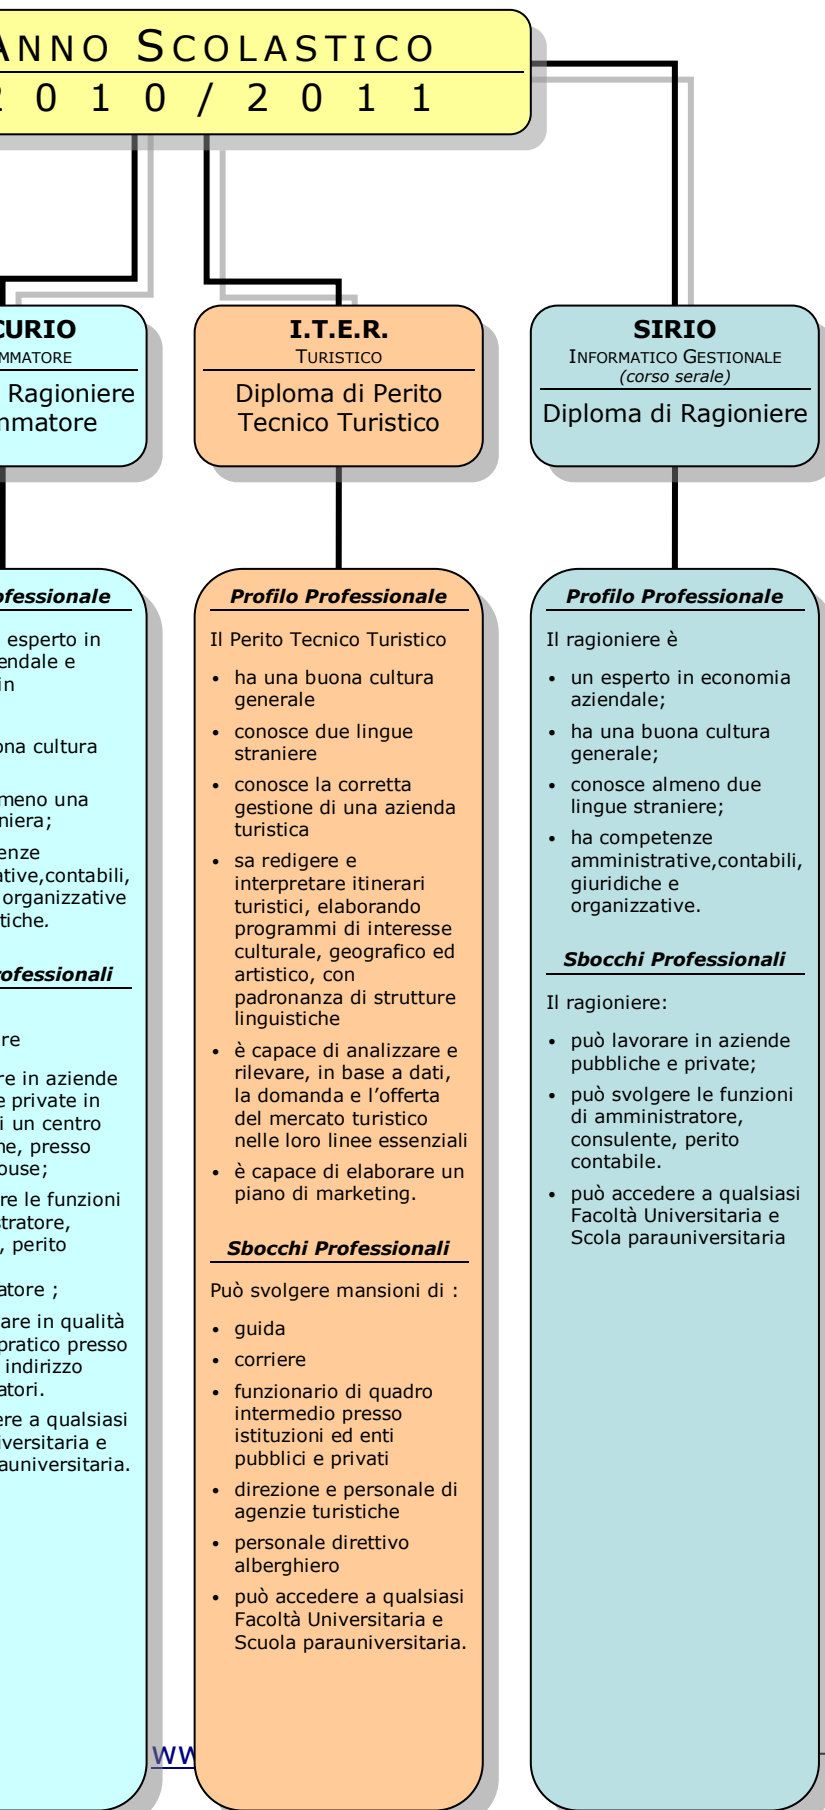 ANNO SCOLASTICO
2010/2011
CURIO
MMATORE
Ragioniere
mmatore
ofessionale
esperto in
endale e
in
ona cultura
meno una
niera;
enze
ative,contabili,
organizzative
tiche.
rofessionali
re
re in aziende
e private in
i un centro
ne, presso
ouse;
re le funzioni
tratore,
, perito
atore ;
are in qualità
pratico presso
indirizzo
atori.
ere a qualsiasi
iversitaria e
auniversitaria.
I.T.E.R.
TURISTICO
Diploma di Perito
Tecnico Turistico
Profilo Professionale
Il Perito Tecnico Turistico
• ha una buona cultura
generale
• conosce due lingue
straniere
• conosce la corretta
gestione di una azienda
turistica
• sa redigere e
interpretare itinerari
turistici, elaborando
programmi di interesse
culturale, geografico ed
artistico, con
padronanza di strutture
linguistiche
• è capace di analizzare e
rilevare, in base a dati,
la domanda e l'offerta
del mercato turistico
nelle loro linee essenziali
• è capace di elaborare un
piano di marketing.
Sbocchi Professionali
Può svolgere mansioni di :
• guida
• corriere
• funzionario di quadro
intermedio presso
istituzioni ed enti
pubblici e privati
• direzione e personale di
agenzie turistiche
• personale direttivo
alberghiero
• può accedere a qualsiasi
Facoltà Universitaria e
Scuola parauniversitaria.
SIRIO
INFORMATICO GESTIONALE
(corso serale)
Diploma di Ragioniere
Profilo Professionale
Il ragioniere è
• un esperto in economia
aziendale;
• ha una buona cultura
generale;
• conosce almeno due
lingue straniere;
• ha competenze
amministrative,contabili,
giuridiche e
organizzative.
Sbocchi Professionali
Il ragioniere:
• può lavorare in aziende
pubbliche e private;
• può svolgere le funzioni
di amministratore,
consulente, perito
contabile.
• può accedere a qualsiasi
Facoltà Universitaria e
Scola parauniversitaria
ww